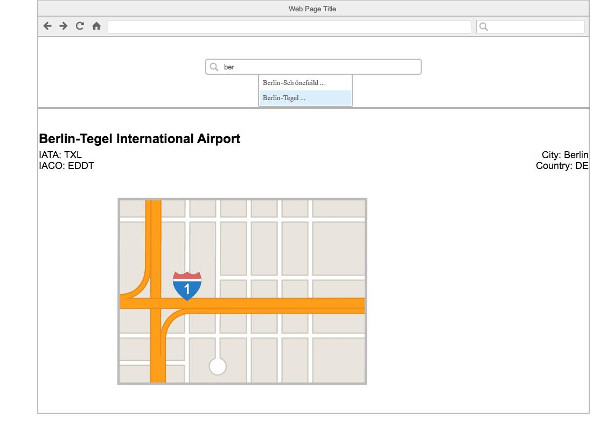 Web Page Title
ber
Berlin-Schönefeild ...
Berlin-Tegel ...
Berlin-Tegel International Airport
IATA: TXL
City: Berlin
IACO: EDDT
Country: DE
1